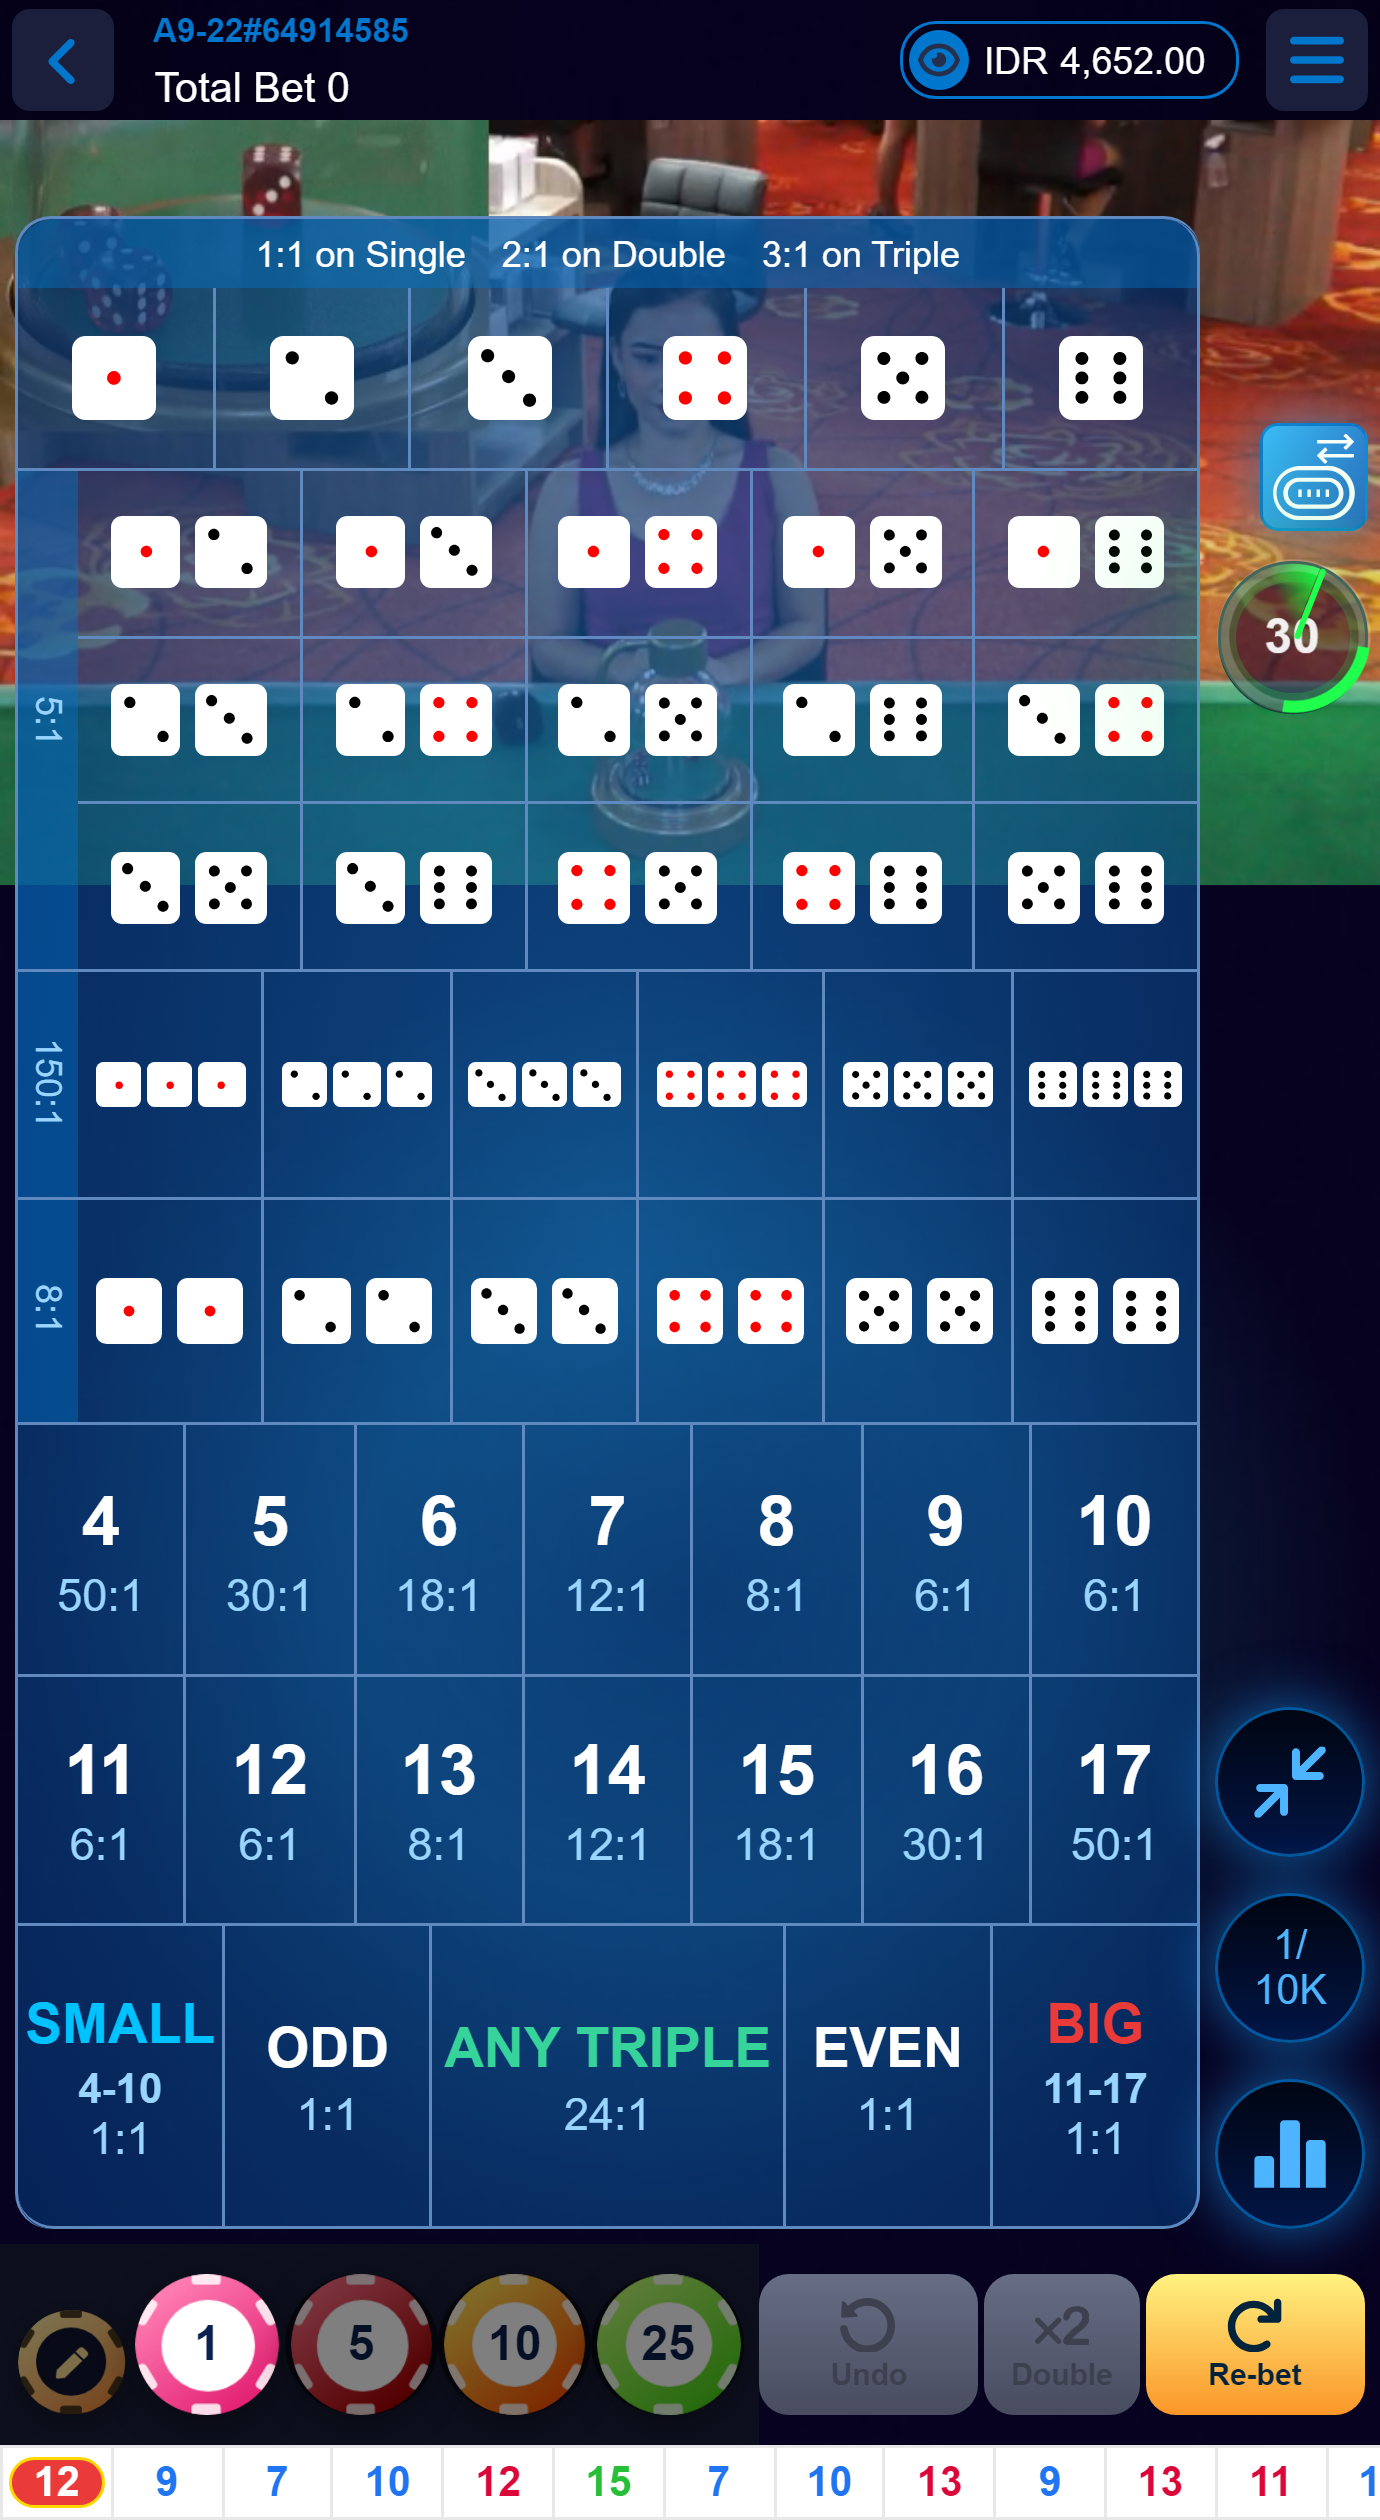 A9-22#64914585
Total Bet 0
IDR 4,652.00
1:1 on Single 2:1 on Double 3:1 on Triple
30
5:1
150:1
8:1
4 5 6 7 8 9 10
50:1 30:1 18:1 12:1 8:1 6:1 6:1
11 12 13 14 15 16 17
6:1 6:1 8:1 12:1 18:1 30:1 50:1
SMALL
4-10
1:1
ODD
1:1
ANY TRIPLE
24:1
EVEN
1:1
BIG
11-17
1:1
1/
10K
1 5 10 25
Undo
x2
Double
Re-bet
12 9 7 10 12 15 7 10 13 9 13 11